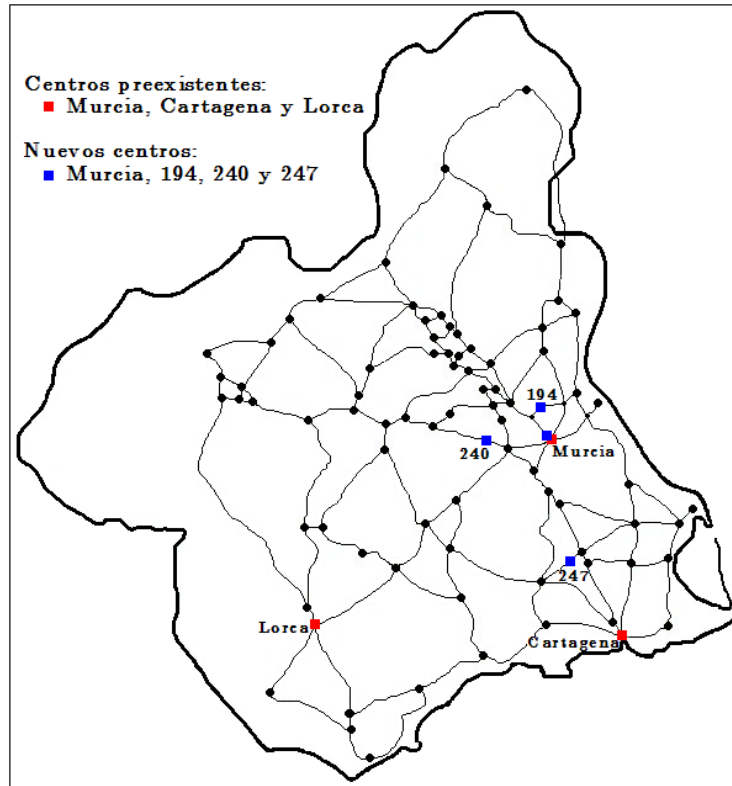 Centros preexistentes:
Murcia, Cartagena y Lorca
Nuevos centros:
Murcia, 194, 240 y 247
194
240
Murcia
247
Lorca
Cartagena